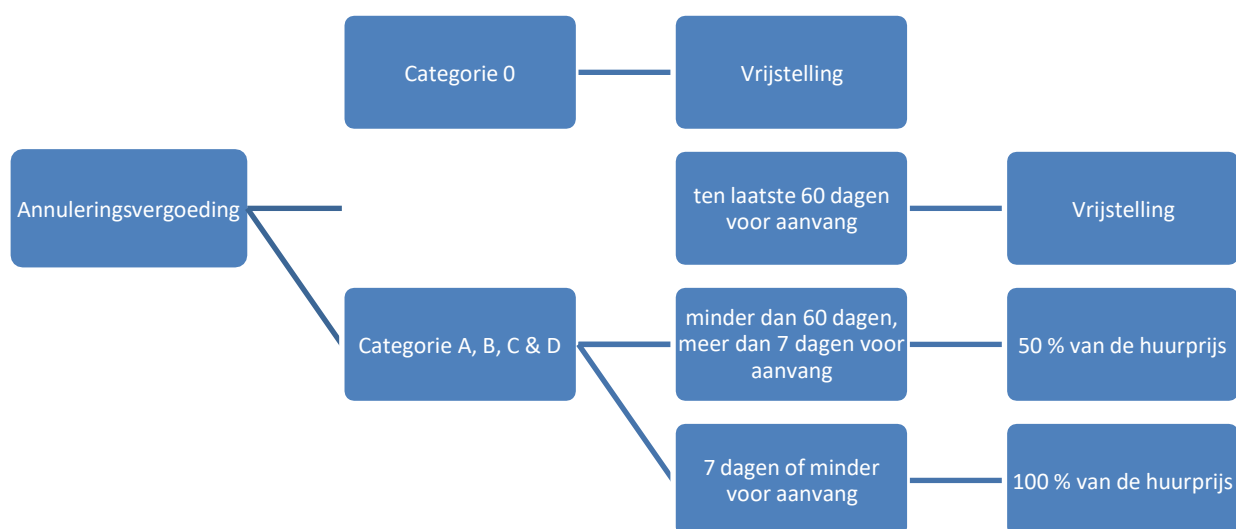 Categorie 0
Vrijstelling
Annuleringsvergoeding
ten laatste 60 dagen
voor aanvang
Vrijstelling
Categorie A, B, C & D
minder dan 60 dagen,
meer dan 7 dagen voor
aanvang
50 % van de huurprijs
7 dagen of minder
voor aanvang
100 % van de huurprijs